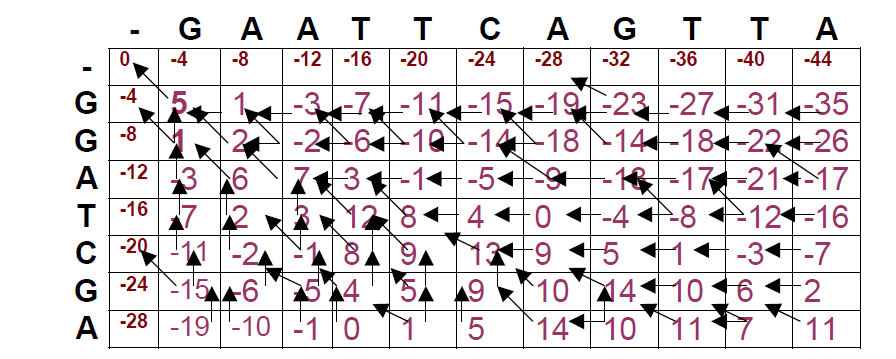 - G A A T T C A G T T A
- 0 -4 -8 -12 -16 -20 -24 -28 -32 -36 -40 -44
G -4 5 1 -3 -7 -11 -15 -19 -23 -27 -31 -35
G -8 1 2 -2 -6 -10 -14 -18 -14 -18 -22 -26
A -12 -3 6 7 3 -1 -5 -9 -13 -17 -21 -17
T -16 -7 2 3 12 8 4 0 -4 -8 -12 -16
C -20 -11 -2 -1 8 9 13 9 5 1 -3 -7
G -24 -15 -6 -5 4 5 9 10 14 10 6 2
A -28 -19 -10 -1 0 1 5 14 10 11 7 11